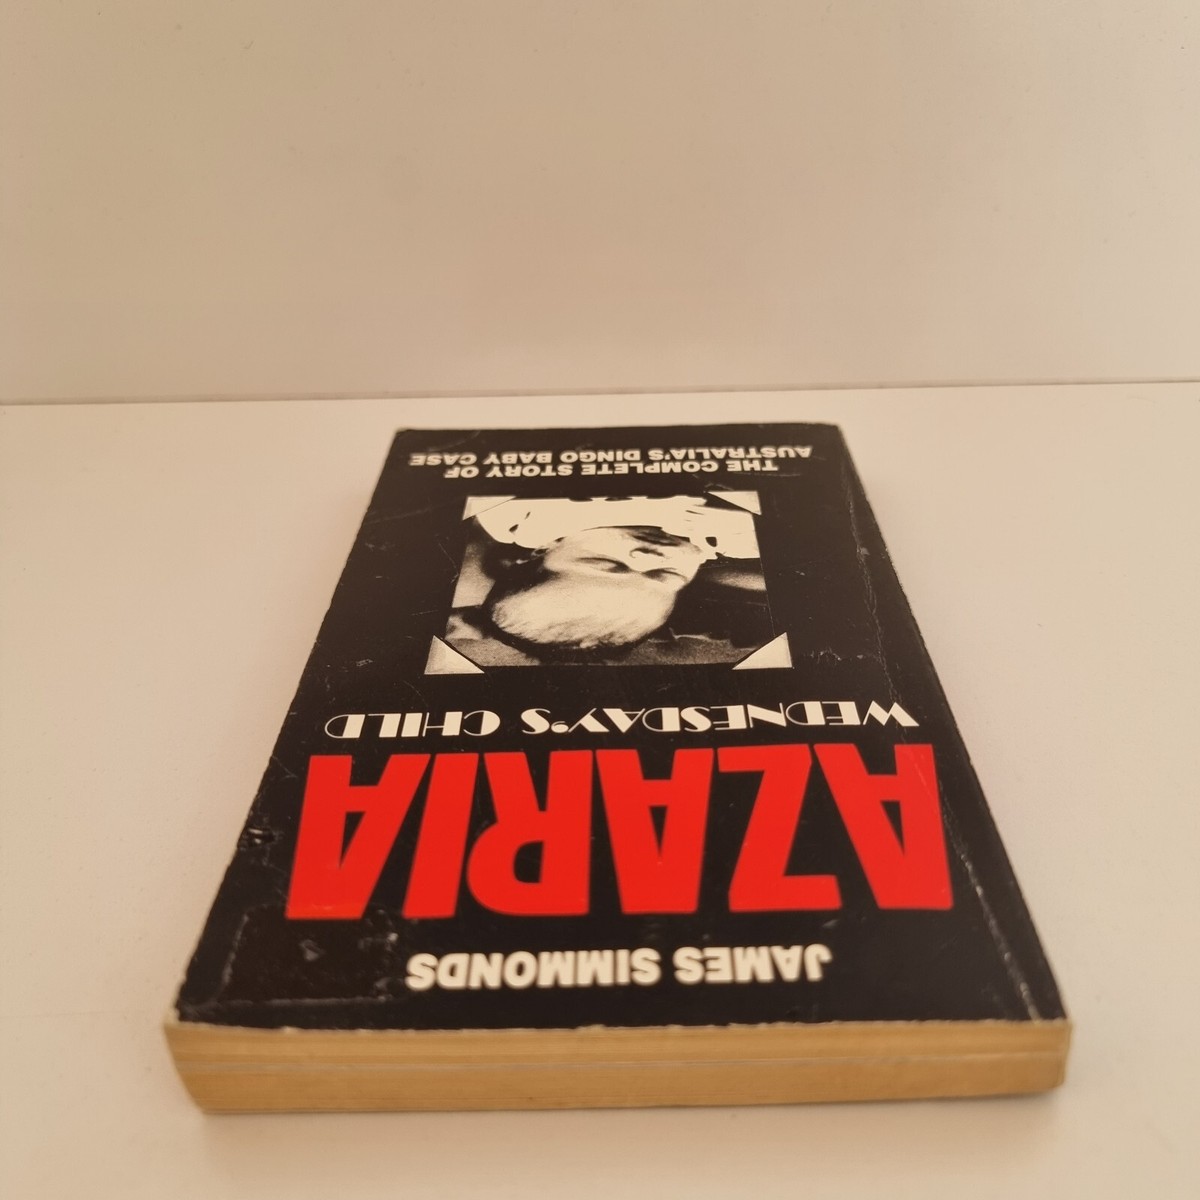 JAMES SIMMONDS
AZARIA
WEDNESDAY'S CHILD
THE COMPLETE STORY OF
AUSTRALIA'S DINGO BABY CASE